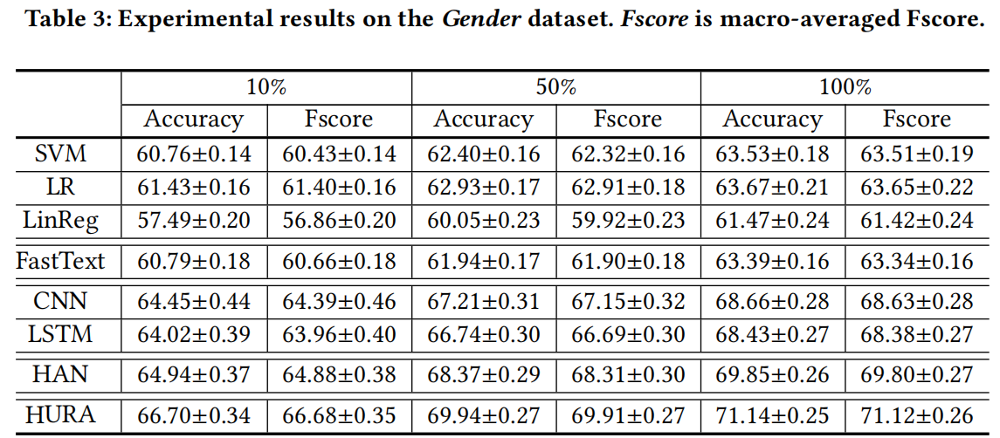 Table 3: Experimental results on the Gender dataset. Fscore is macro-averaged Fscore.
10% 50% 100%
Accuracy Fscore Accuracy Fscore Accuracy Fscore
SVM 60.76±0.14 60.43±0.14 62.40±0.16 62.32±0.16 63.53±0.18 63.51±0.19
LR 61.43±0.16 61.40±0.16 62.93±0.17 62.91±0.18 63.67±0.21 63.65±0.22
LinReg 57.49±0.20 56.86±0.20 60.05±0.23 59.92±0.23 61.47±0.24 61.42±0.24
FastText 60.79±0.18 60.66±0.18 61.94±0.17 61.90±0.18 63.39±0.16 63.34±0.16
CNN 64.45±0.44 64.39±0.46 67.21±0.31 67.15±0.32 68.66±0.28 68.63±0.28
LSTM 64.02±0.39 63.96±0.40 66.74±0.30 66.69±0.30 68.43±0.27 68.38±0.27
HAN 64.94±0.37 64.88±0.38 68.37±0.29 68.31±0.30 69.85±0.26 69.80±0.27
HURA 66.70±0.34 66.68±0.35 69.94±0.27 69.91±0.27 71.14±0.25 71.12±0.26